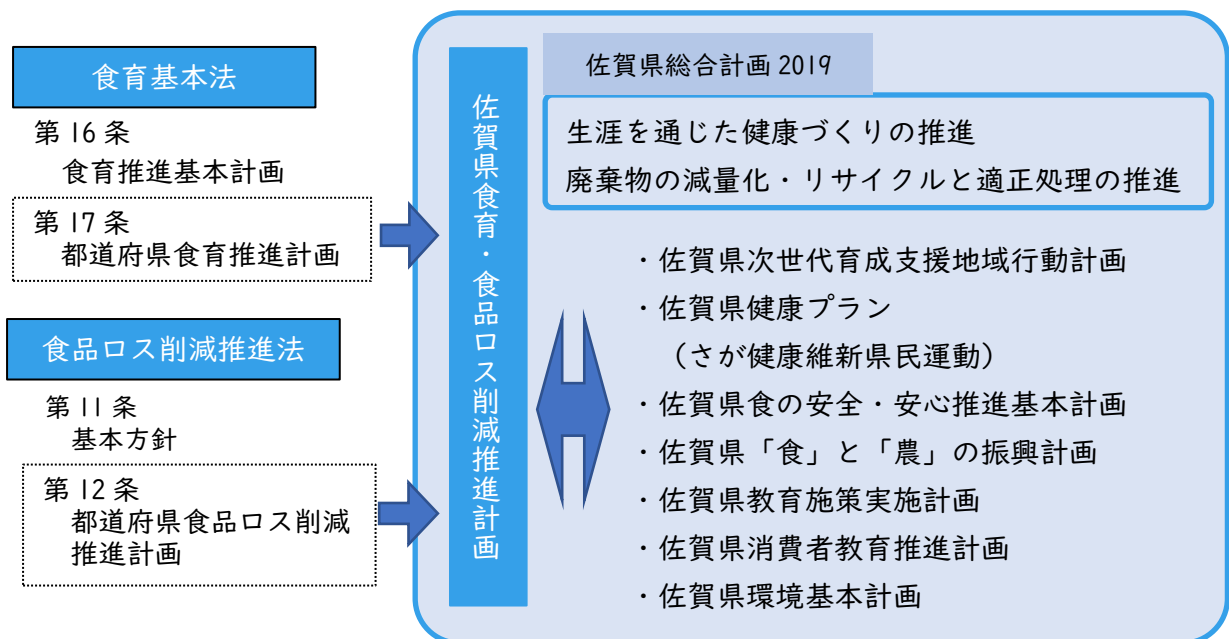 食育基本法
第16条
食育推進基本計画
第17条
都道府県食育推進計画
食品ロス削減推進法
第11条
基本方針
第12条
都道府県食品ロス削減
推進計画
佐賀県食育・食品ロス削減推進計画
佐賀県総合計画2019
生涯を通じた健康づくりの推進
廃棄物の減量化・リサイクルと適正処理の推進
・佐賀県次世代育成支援地域行動計画
・佐賀県健康プラン
（さが健康維新県民運動）
・佐賀県食の安全・安心推進基本計画
・佐賀県「食」と「農」の振興計画
・佐賀県教育施策実施計画
・佐賀県消費者教育推進計画
・佐賀県環境基本計画